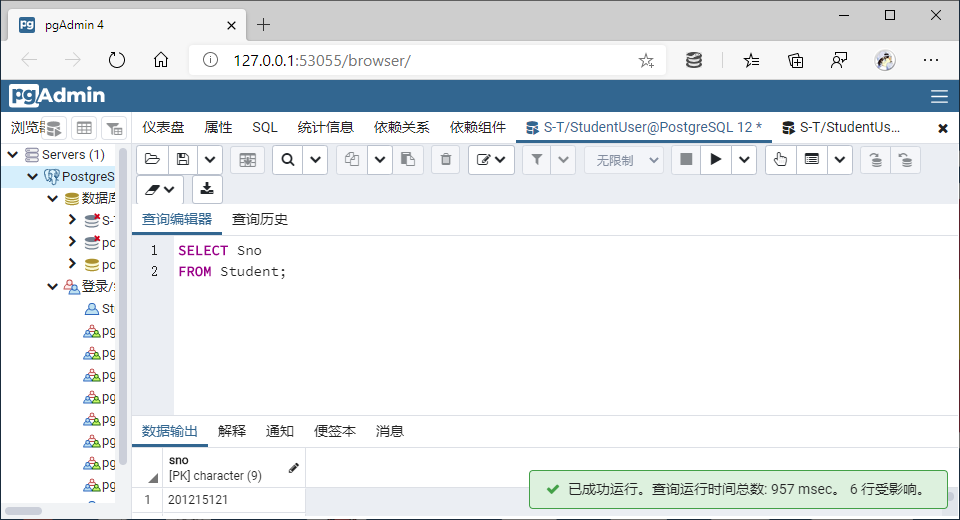 pgAdmin 4
127.0.0.1:53055/browser/
pgAdmin
浏览器
仪表盘 属性 SQL 统计信息 依赖关系 依赖组件 S-T/StudentUser@PostgreSQL 12 * S-T/StudentUs...
Servers (1)
PostgreS
数据库
S-T
po
po
登录/
St
pg
pg
pg
pg
pg
pg
pg
pg
无限制
查询编辑器 查询历史
1 SELECT Sno
2 FROM Student;
数据输出 解释 通知 便签本 消息
sno
[PK] character (9)
1 201215121
已成功运行。查询运行时间总数: 957 msec。 6 行受影响。